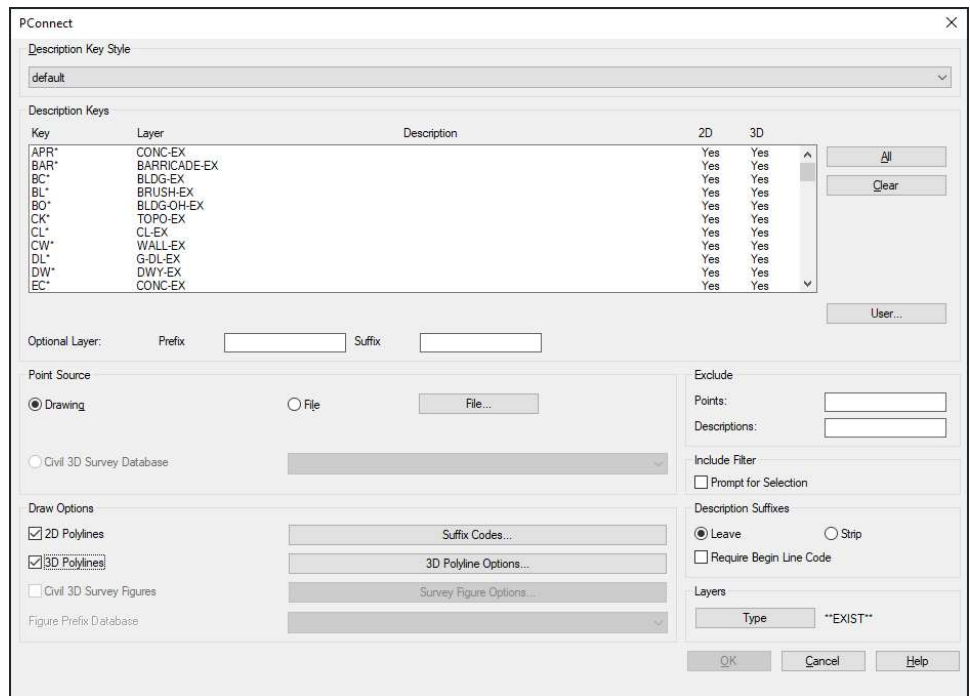 PConnect
Description Key Style
default
Description Keys
Key Layer Description 2D 3D
APR* CONC-EX Yes Yes
BAR* BARRICADE-EX Yes Yes
BC* BLDG-EX Yes Yes
BL* BRUSH-EX Yes Yes
BO* BLDG-OH-EX Yes Yes
CK* TOPO-EX Yes Yes
CL* CL-EX Yes Yes
CW* WALL-EX Yes Yes
DL* G-DL-EX Yes Yes
DW* DWY-EX Yes Yes
EC* CONC-EX Yes Yes
All
Clear
User...
Optional Layer: Prefix Suffix
Point Source
Drawing File File...
Civil 3D Survey Database
Exclude
Points:
Descriptions:
Include Filter
Prompt for Selection
Draw Options
2D Polylines Suffix Codes...
3D Polylines 3D Polyline Options...
Civil 3D Survey Figures Survey Figure Options...
Figure Prefix Database
Description Suffixes
Leave Strip
Require Begin Line Code
Layers
Type **EXIST**
OK Cancel Help